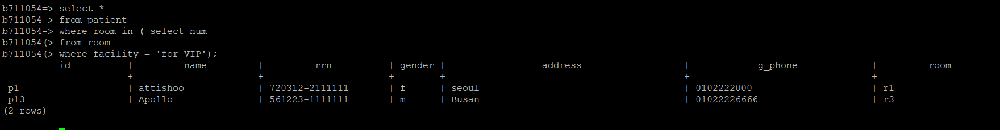 b711054=> select *
b711054-> from patient
b711054-> where room in ( select num
b711054(> from room
b711054(> where facility = 'for VIP');
          id          |         name         |         rrn          | gender |                 address                  |            g_phone             |         room
----------------------+----------------------+----------------------+--------+------------------------------------------+--------------------------------+---------------------
 p1                   | attishoo             | 720312-2111111       | f      | seoul                                    | 0102222000                     | r1
 p13                  | Apollo               | 561223-1111111       | m      | Busan                                    | 01022226666                    | r3
(2 rows)